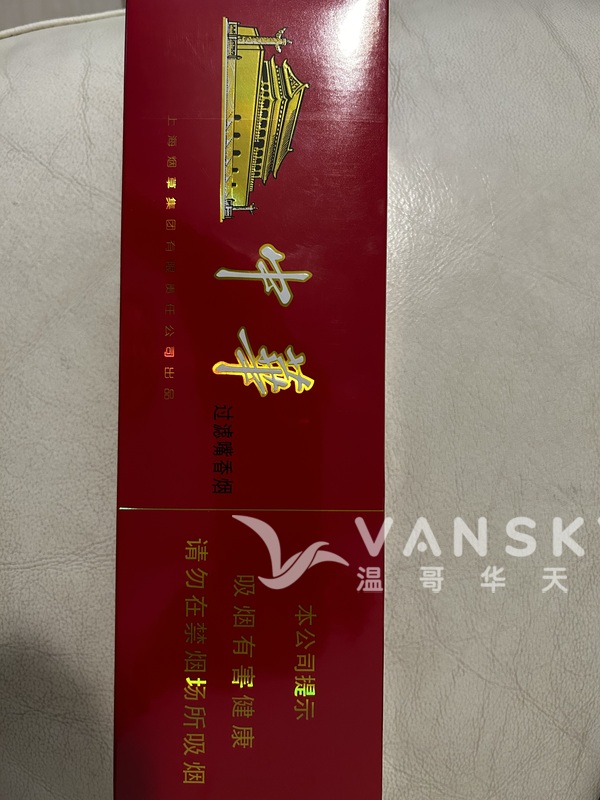 中華
过滤嘴香烟
上海烟草集团有限责任公司出品
本公司提示
吸烟有害健康
请勿在禁烟场所吸烟
VANSK
温哥华天